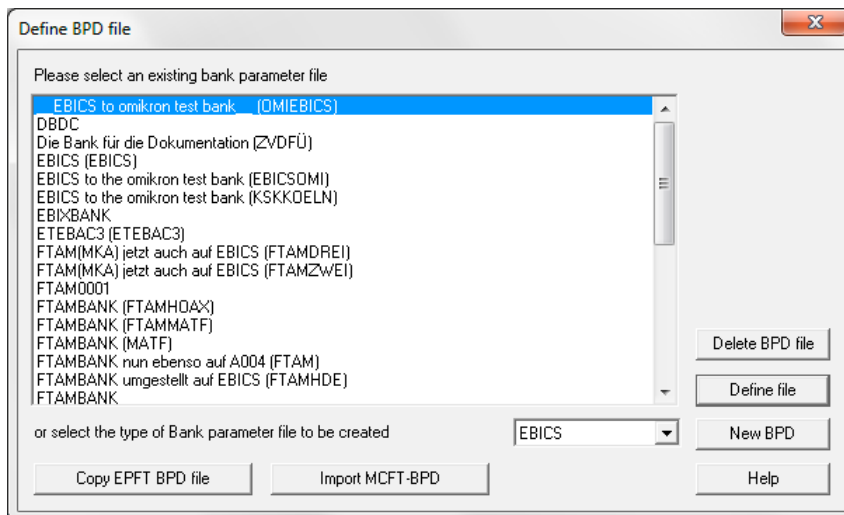 Define BPD file
Please select an existing bank parameter file
__EBICS to omikron test bank__ (OMIEBICS)
DBDC
Die Bank für die Dokumentation (ZVDFÜ)
EBICS (EBICS)
EBICS to the omikron test bank (EBICSOMI)
EBICS to the omikron test bank (KSKKOELN)
EBIXBANK
ETEBAC3 (ETEBAC3)
FTAM(MKA) jetzt auch auf EBICS (FTAMDREI)
FTAM(MKA) jetzt auch auf EBICS (FTAMZWEI)
FTAM0001
FTAMBANK (FTAMHOAX)
FTAMBANK (FTAMMATF)
FTAMBANK (MATF)
FTAMBANK nun ebenso auf A004 (FTAM)
FTAMBANK umgestellt auf EBICS (FTAMHDE)
FTAMBANK
Delete BPD file
Define file
or select the type of Bank parameter file to be created
EBICS
New BPD
Copy EPFT BPD file
Import MCFT-BPD
Help